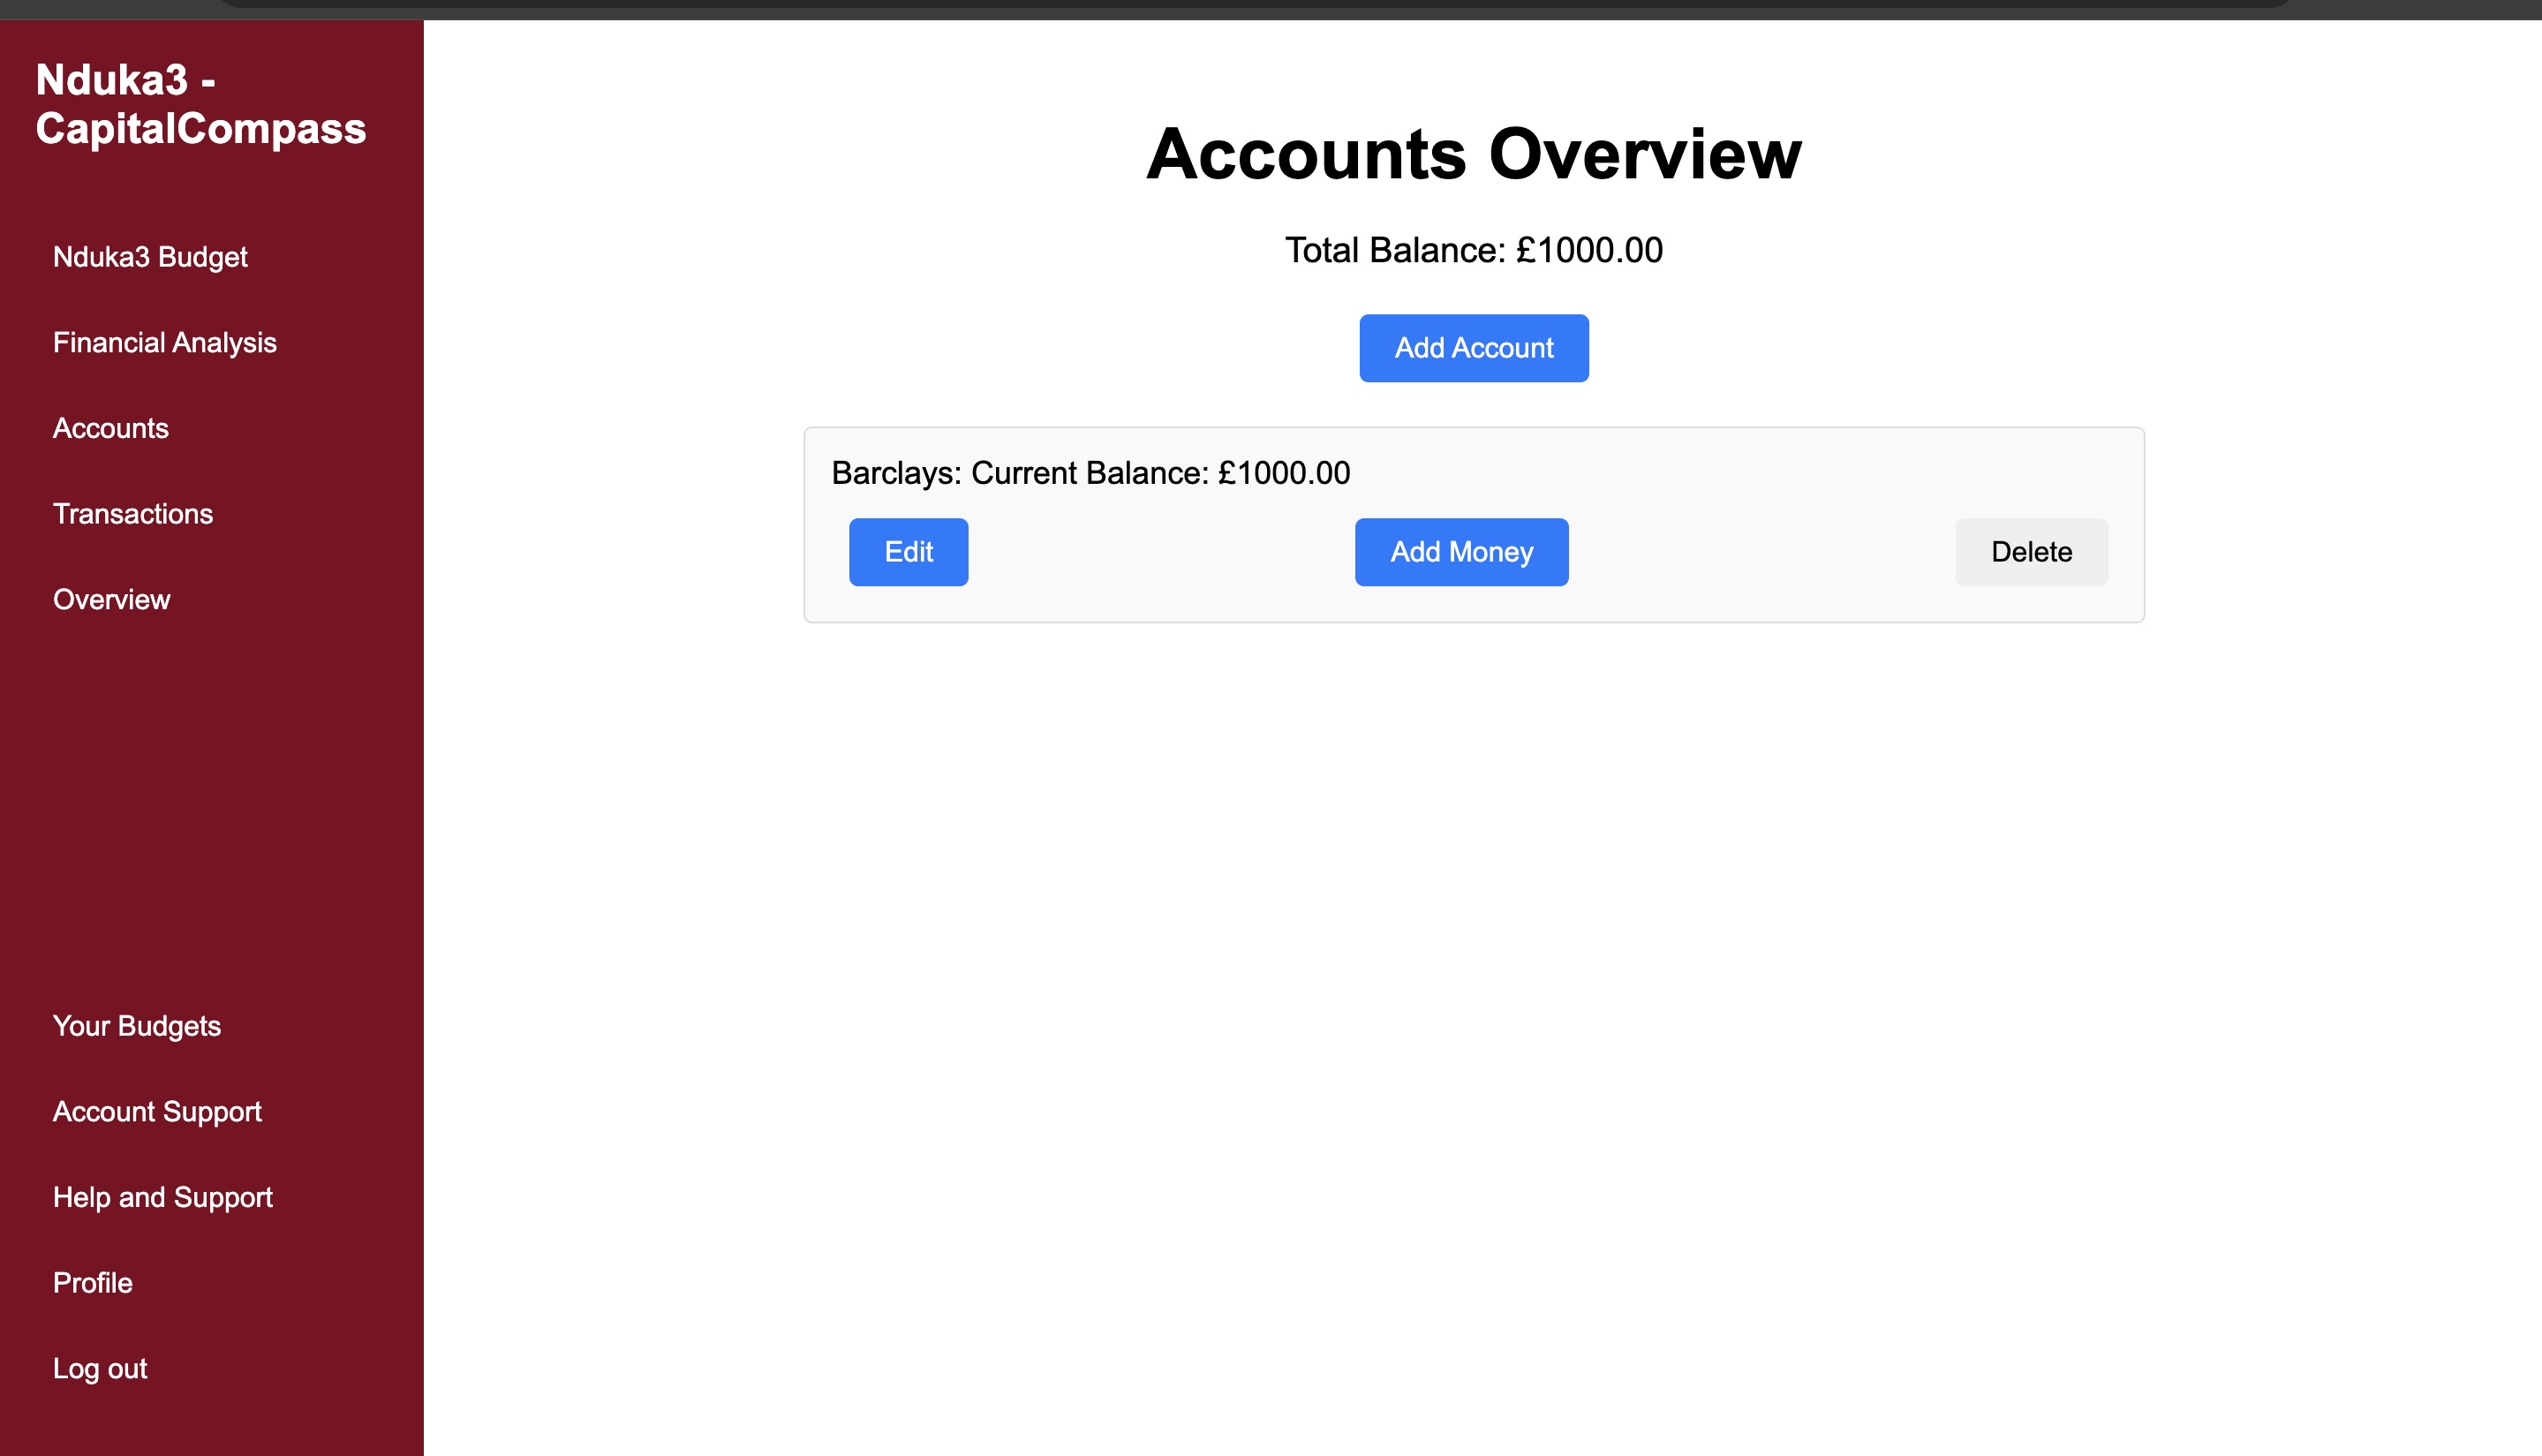 Nduka3 -
CapitalCompass
Nduka3 Budget
Financial Analysis
Accounts
Transactions
Overview
Your Budgets
Account Support
Help and Support
Profile
Log out
Accounts Overview
Total Balance: £1000.00
Add Account
Barclays: Current Balance: £1000.00
Edit
Add Money
Delete